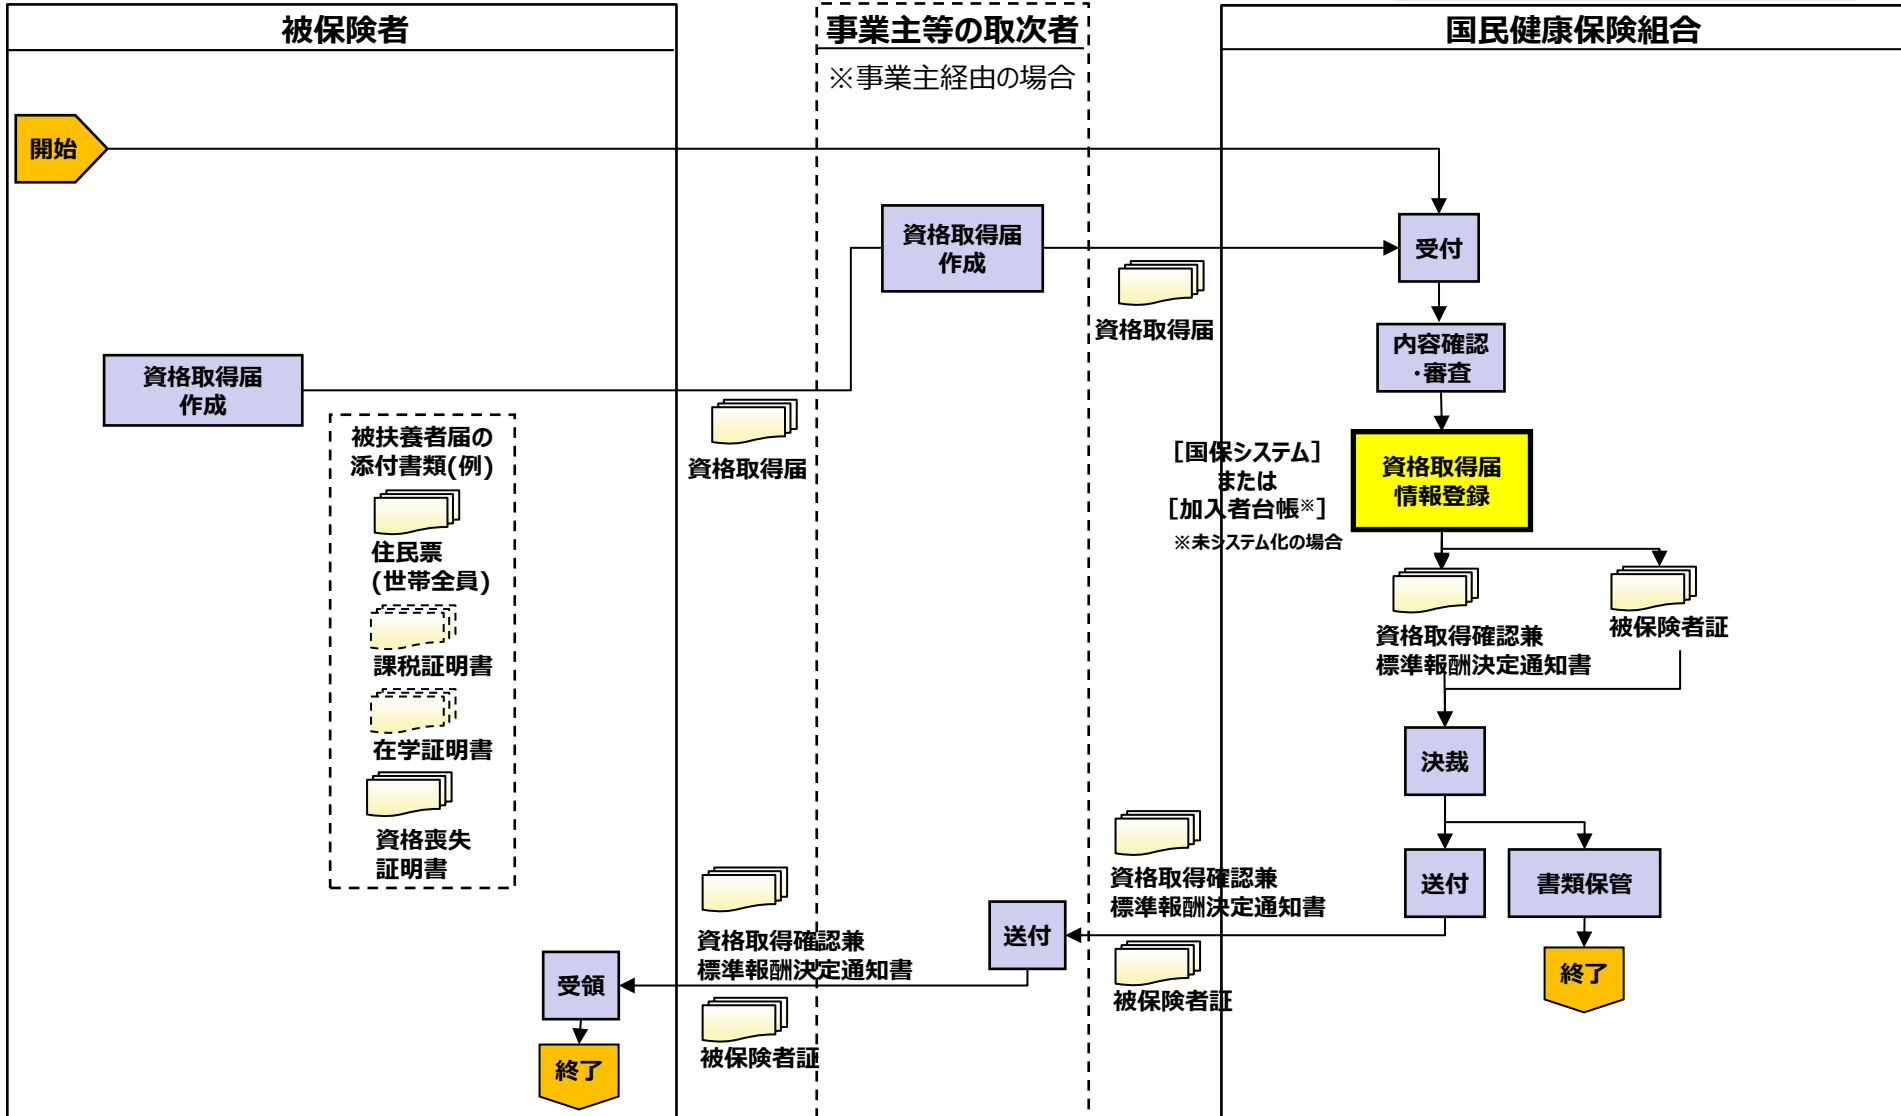 被保険者
事業主等の取次者
※事業主経由の場合
国民健康保険組合
開始
資格取得届
作成
受付
資格取得届
内容確認
・審査
資格取得届
作成
資格取得届
被扶養者届の
添付書類(例)
住民票
(世帯全員)
課税証明書
在学証明書
資格喪失
証明書
［国保システム］
または
［加入者台帳※］
※未システム化の場合
資格取得届
情報登録
資格取得確認兼
標準報酬決定通知書
被保険者証
決裁
送付
書類保管
終了
資格取得確認兼
標準報酬決定通知書
被保険者証
送付
資格取得確認兼
標準報酬決定通知書
被保険者証
受領
終了